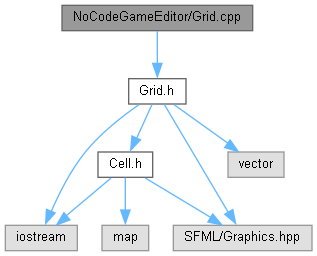 NoCodeGameEditor/Grid.cpp
Grid.h
Cell.h
vector
iostream
map
SFML/Graphics.hpp